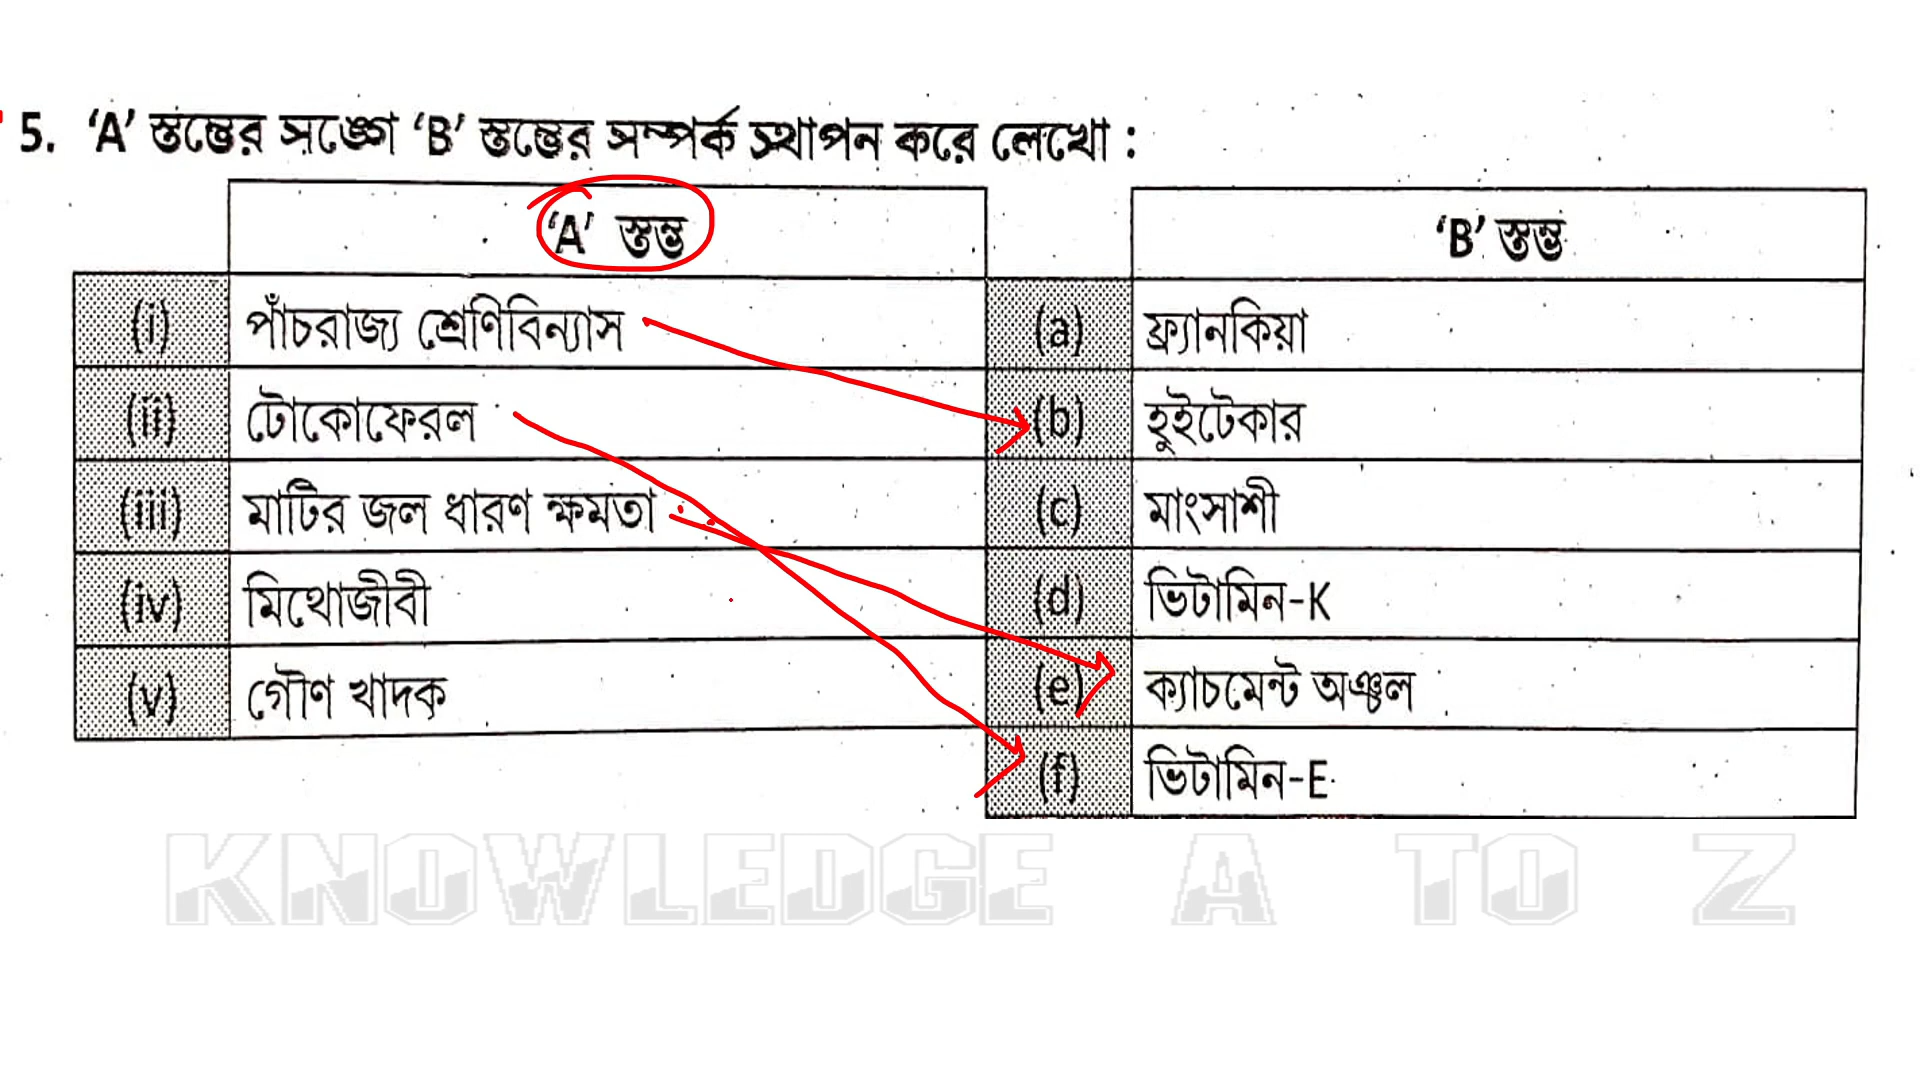 5. ‘A’ স্তম্ভের সঙ্গে ‘B’ স্তম্ভের সম্পর্ক স্থাপন করে লেখো :
‘A’ স্তম্ভ ‘B’ স্তম্ভ
(i) পাঁচরাজ্য শ্রেণিবিন্যাস (a) ফ্র্যানকিয়া
(ii) টোকোফেরল (b) হুইটেকার
(iii) মাটির জল ধারণ ক্ষমতা (c) মাংসাশী
(iv) মিথোজীবী (d) ভিটামিন-K
(v) গৌণ খাদক (e) ক্যাচমেন্ট অঞ্চল
(f) ভিটামিন-E
KNOWLEDGE A TO Z